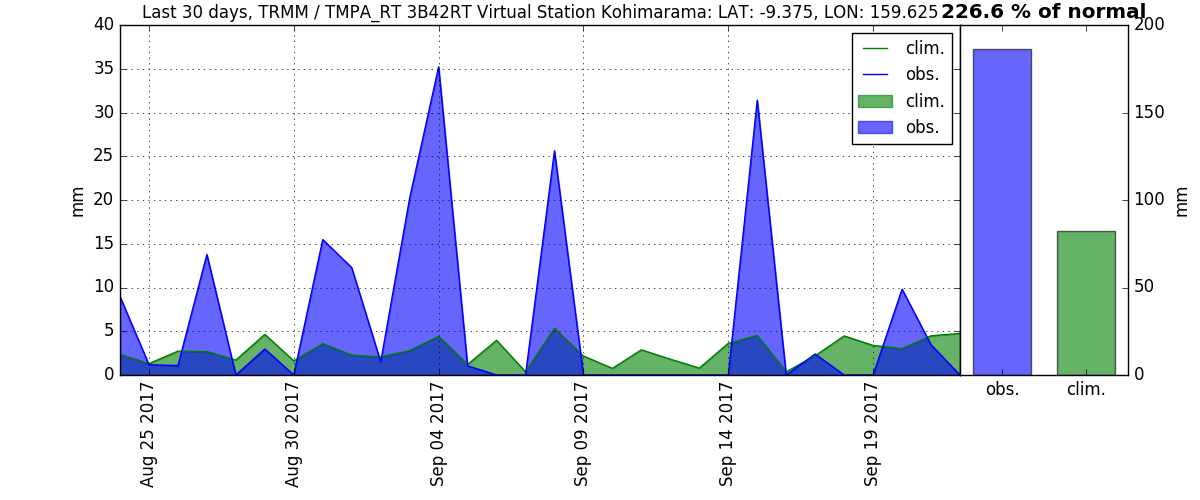 Last 30 days, TRMM / TMPA_RT 3B42RT Virtual Station Kohimarama: LAT: -9.375, LON: 159.625
226.6 % of normal
clim.
obs.
clim.
obs.
mm
40
35
30
25
20
15
10
5
0
Aug 25 2017
Aug 30 2017
Sep 04 2017
Sep 09 2017
Sep 14 2017
Sep 19 2017
200
150
100
50
0
mm
obs.
clim.